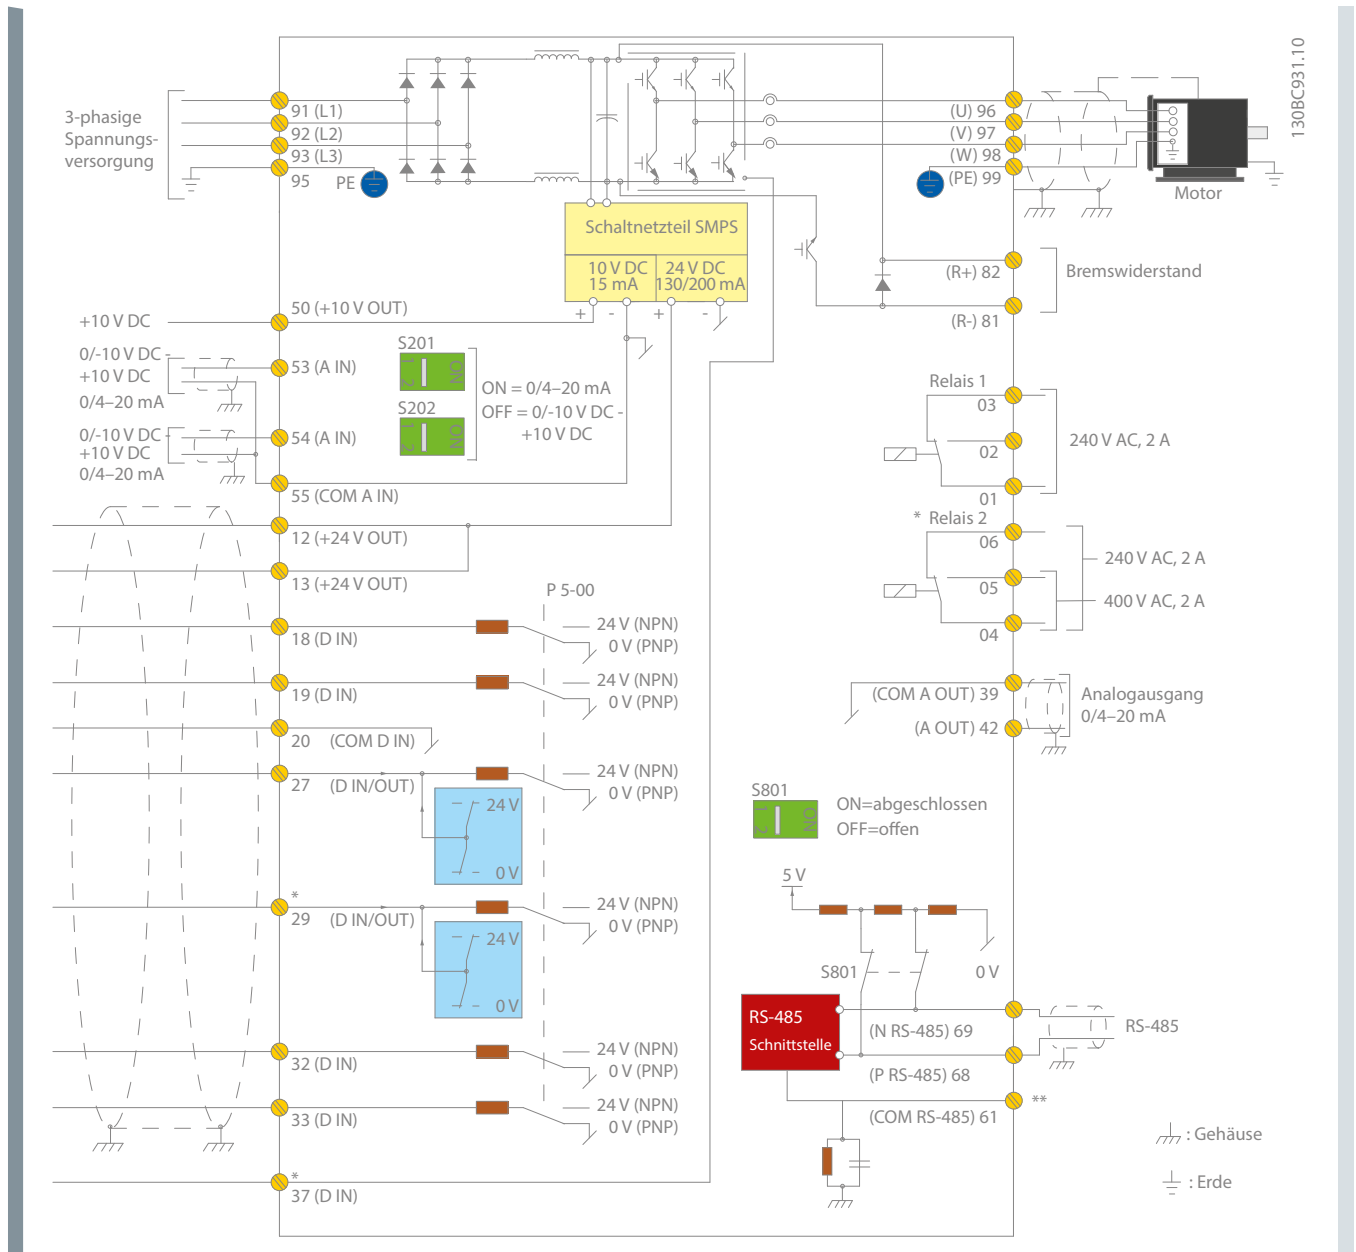 130BC931.10
3-phasige
Spannungs-
versorgung
91 (L1)
92 (L2)
93 (L3)
95
PE
(U) 96
(V) 97
(W) 98
(PE) 99
Motor
Schaltnetzteil SMPS
10 V DC
15 mA
24 V DC
130/200 mA
+ - + -
(R+) 82
(R-) 81
Bremswiderstand
+10 V DC
50 (+10 V OUT)
0/-10 V DC -
+10 V DC
0/4–20 mA
53 (A IN)
0/-10 V DC -
+10 V DC
0/4–20 mA
54 (A IN)
55 (COM A IN)
S201
1 2
ON
S202
1 2
ON
ON = 0/4–20 mA
OFF = 0/-10 V DC -
+10 V DC
12 (+24 V OUT)
13 (+24 V OUT)
P 5-00
18 (D IN)
24 V (NPN)
0 V (PNP)
19 (D IN)
24 V (NPN)
0 V (PNP)
20 (COM D IN)
27 (D IN/OUT)
24 V (NPN)
0 V (PNP)
24 V
0 V
*
29 (D IN/OUT)
24 V (NPN)
0 V (PNP)
24 V
0 V
32 (D IN)
24 V (NPN)
0 V (PNP)
33 (D IN)
24 V (NPN)
0 V (PNP)
*
37 (D IN)
Relais 1
03
02
01
240 V AC, 2 A
* Relais 2
06
05
04
240 V AC, 2 A
400 V AC, 2 A
(COM A OUT) 39
(A OUT) 42
Analogausgang
0/4–20 mA
S801
1 2
ON
ON=abgeschlossen
OFF=offen
5 V
S801
0 V
RS-485
Schnittstelle
(N RS-485) 69
(P RS-485) 68
(COM RS-485) 61
**
RS-485
: Gehäuse
: Erde